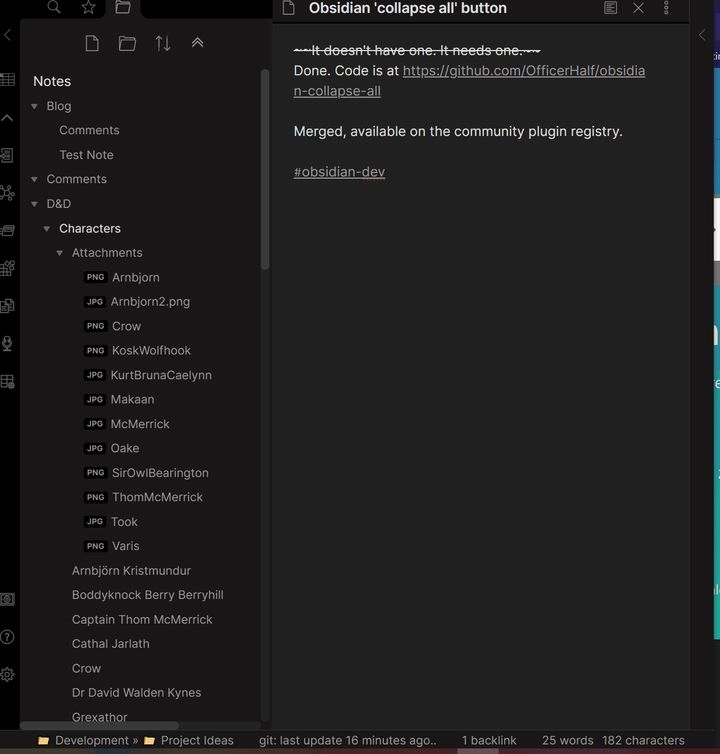 Obsidian 'collapse all' button
~~It doesn't have one. It needs one.~~
Done. Code is at https://github.com/OfficerHalf/obsidia
n-collapse-all
Merged, available on the community plugin registry.
#obsidian-dev
Notes
Blog
Comments
Test Note
Comments
D&D
Characters
Attachments
PNG Arnbjorn
JPG Arnbjorn2.png
PNG Crow
PNG KoskWolfhook
JPG KurtBrunaCaelynn
JPG Makaan
JPG McMerrick
JPG Oake
PNG SirOwlBearington
PNG ThomMcMerrick
JPG Took
PNG Varis
Arnbjörn Kristmundur
Boddyknock Berry Berryhill
Captain Thom McMerrick
Cathal Jarlath
Crow
Dr David Walden Kynes
Grexathor
Development » Project Ideas git: last update 16 minutes ago.. 1 backlink 25 words 182 characters